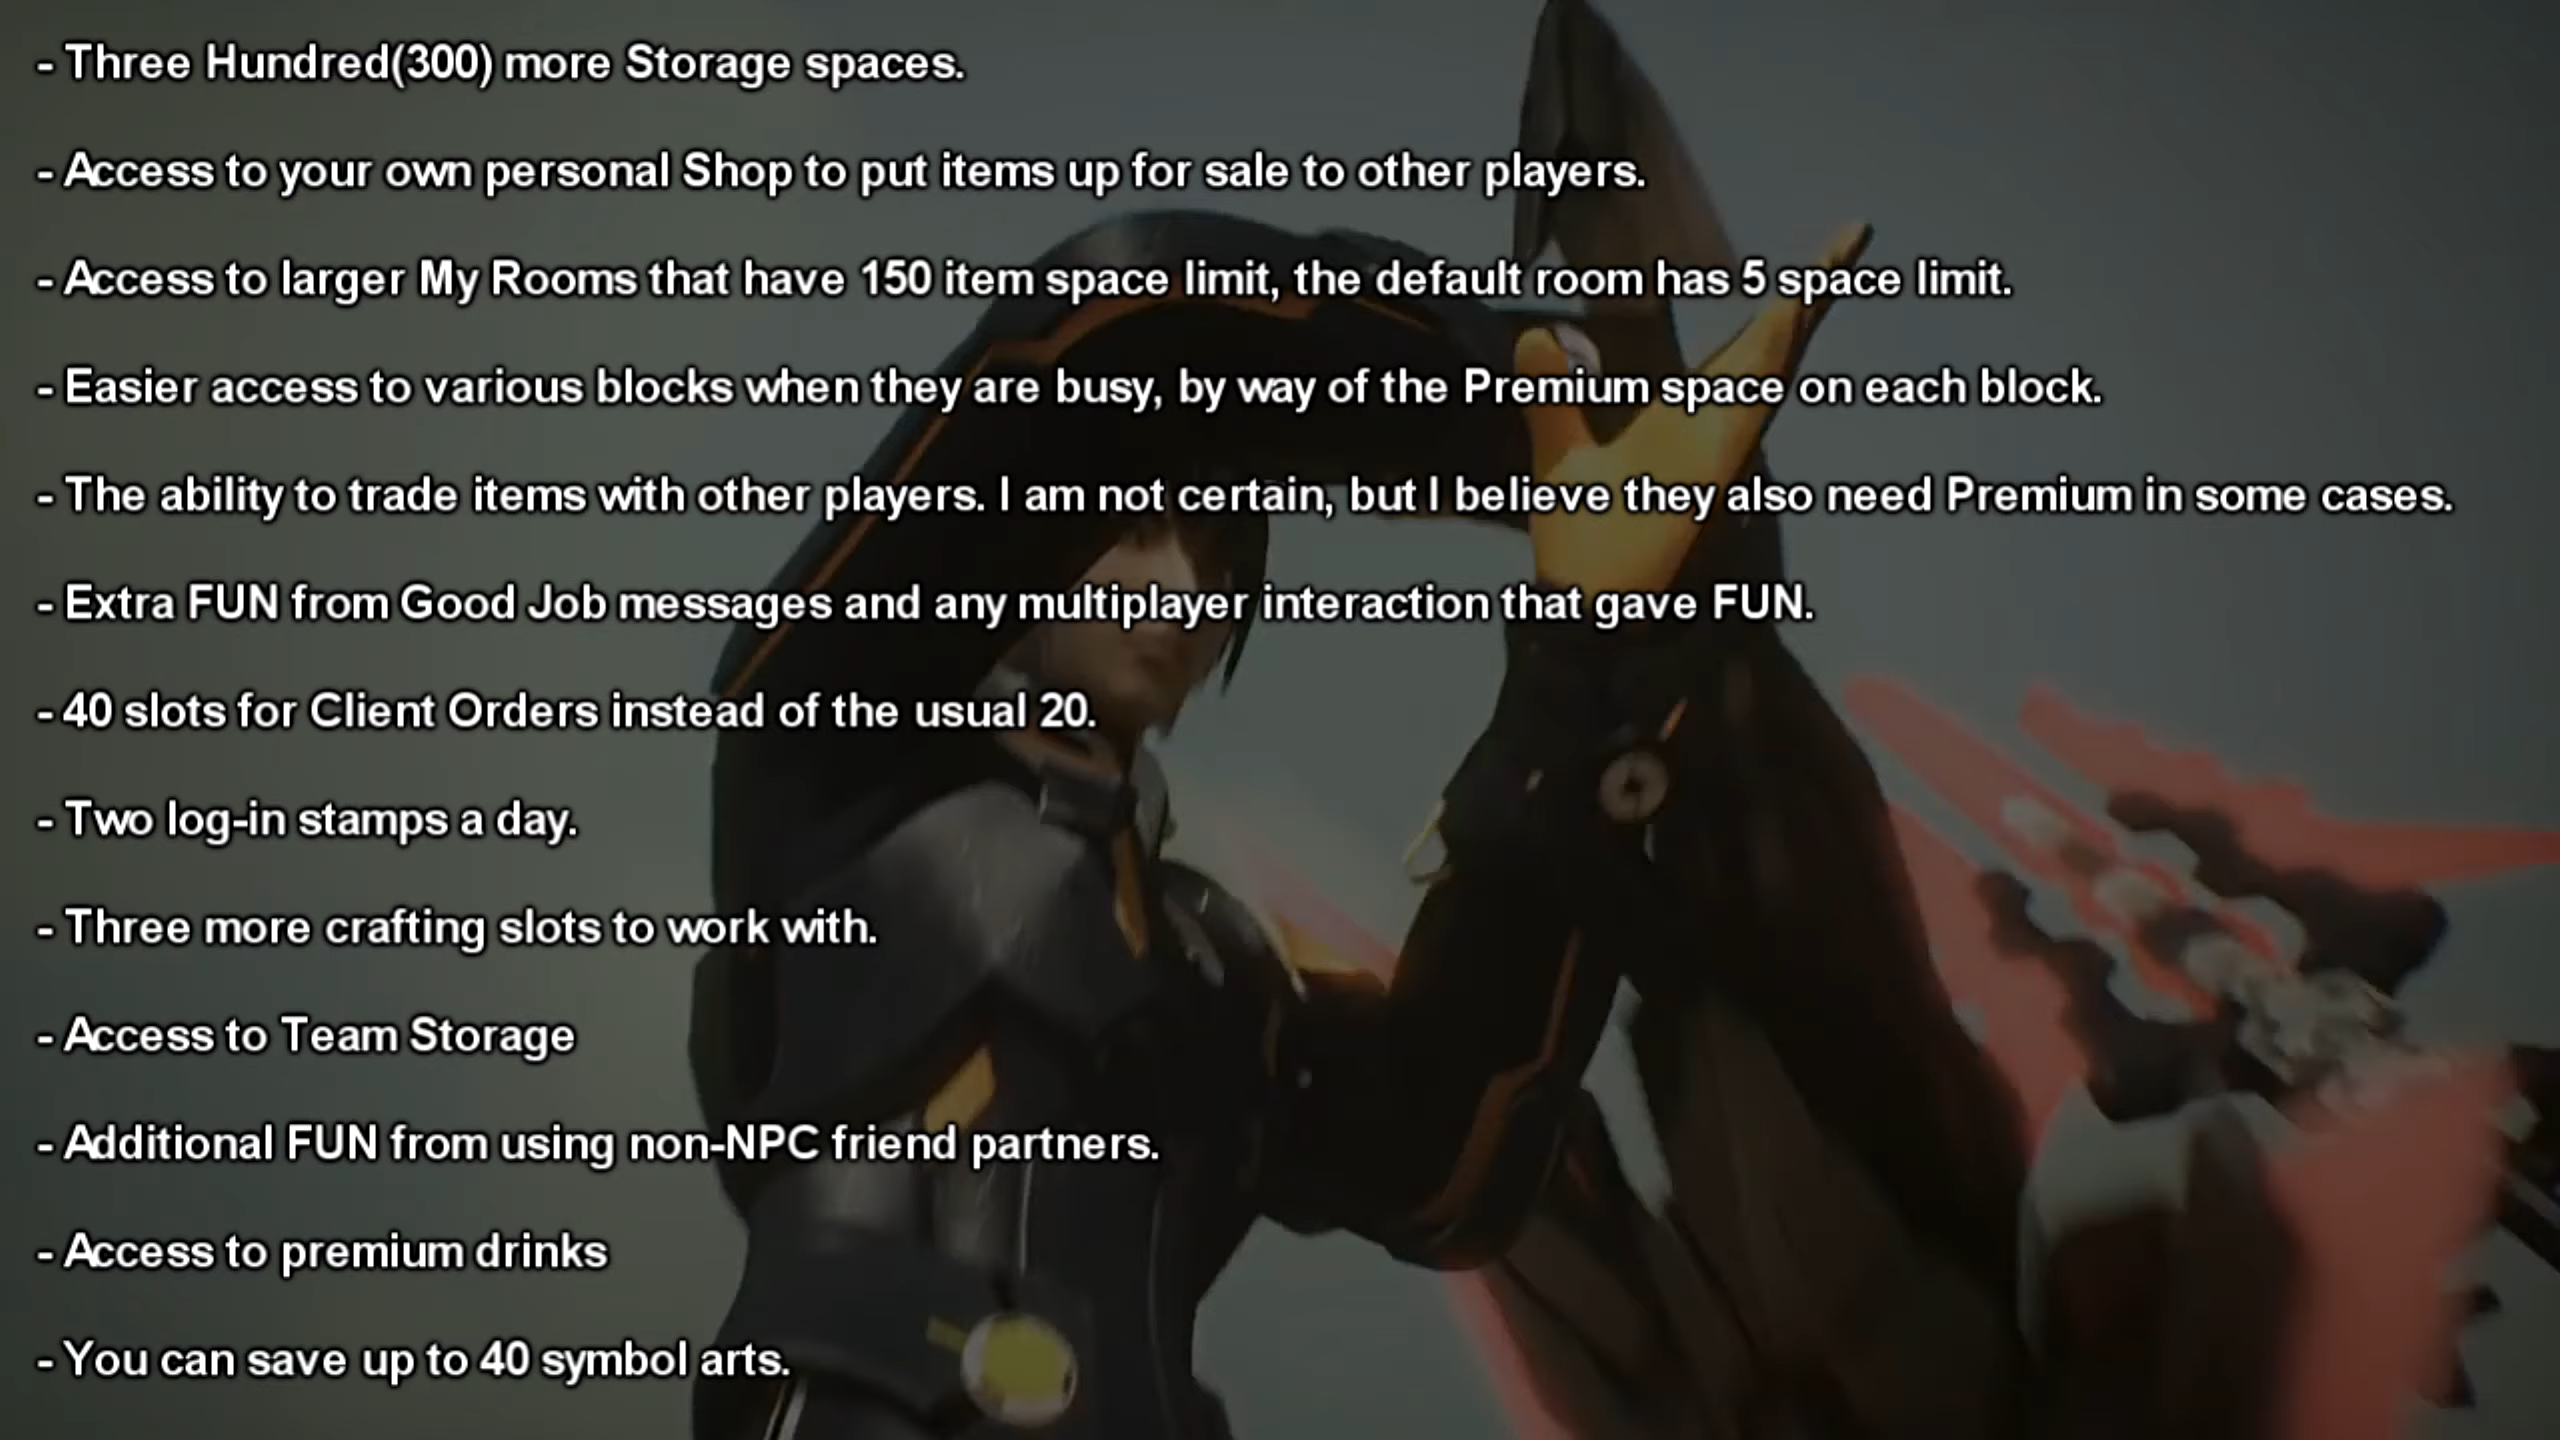 - Three Hundred(300) more Storage spaces.
- Access to your own personal Shop to put items up for sale to other players.
- Access to larger My Rooms that have 150 item space limit, the default room has 5 space limit.
- Easier access to various blocks when they are busy, by way of the Premium space on each block.
- The ability to trade items with other players. I am not certain, but I believe they also need Premium in some cases.
- Extra FUN from Good Job messages and any multiplayer interaction that gave FUN.
- 40 slots for Client Orders instead of the usual 20.
- Two log-in stamps a day.
- Three more crafting slots to work with.
- Access to Team Storage
- Additional FUN from using non-NPC friend partners.
- Access to premium drinks
- You can save up to 40 symbol arts.